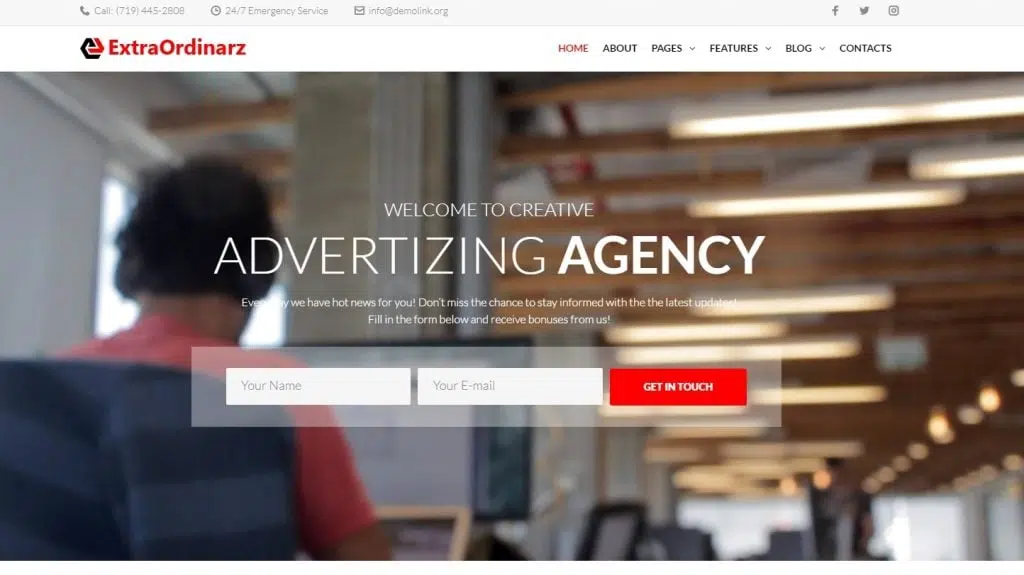 Call: (719) 445-2808 24/7 Emergency Service info@demolink.org
ExtraOrdinarz
HOME ABOUT PAGES FEATURES BLOG CONTACTS
WELCOME TO CREATIVE
ADVERTIZING AGENCY
Everyday we have hot news for you! Don't miss the chance to stay informed with the the latest updates!
Fill in the form below and receive bonuses from us!
Your Name Your E-mail GET IN TOUCH